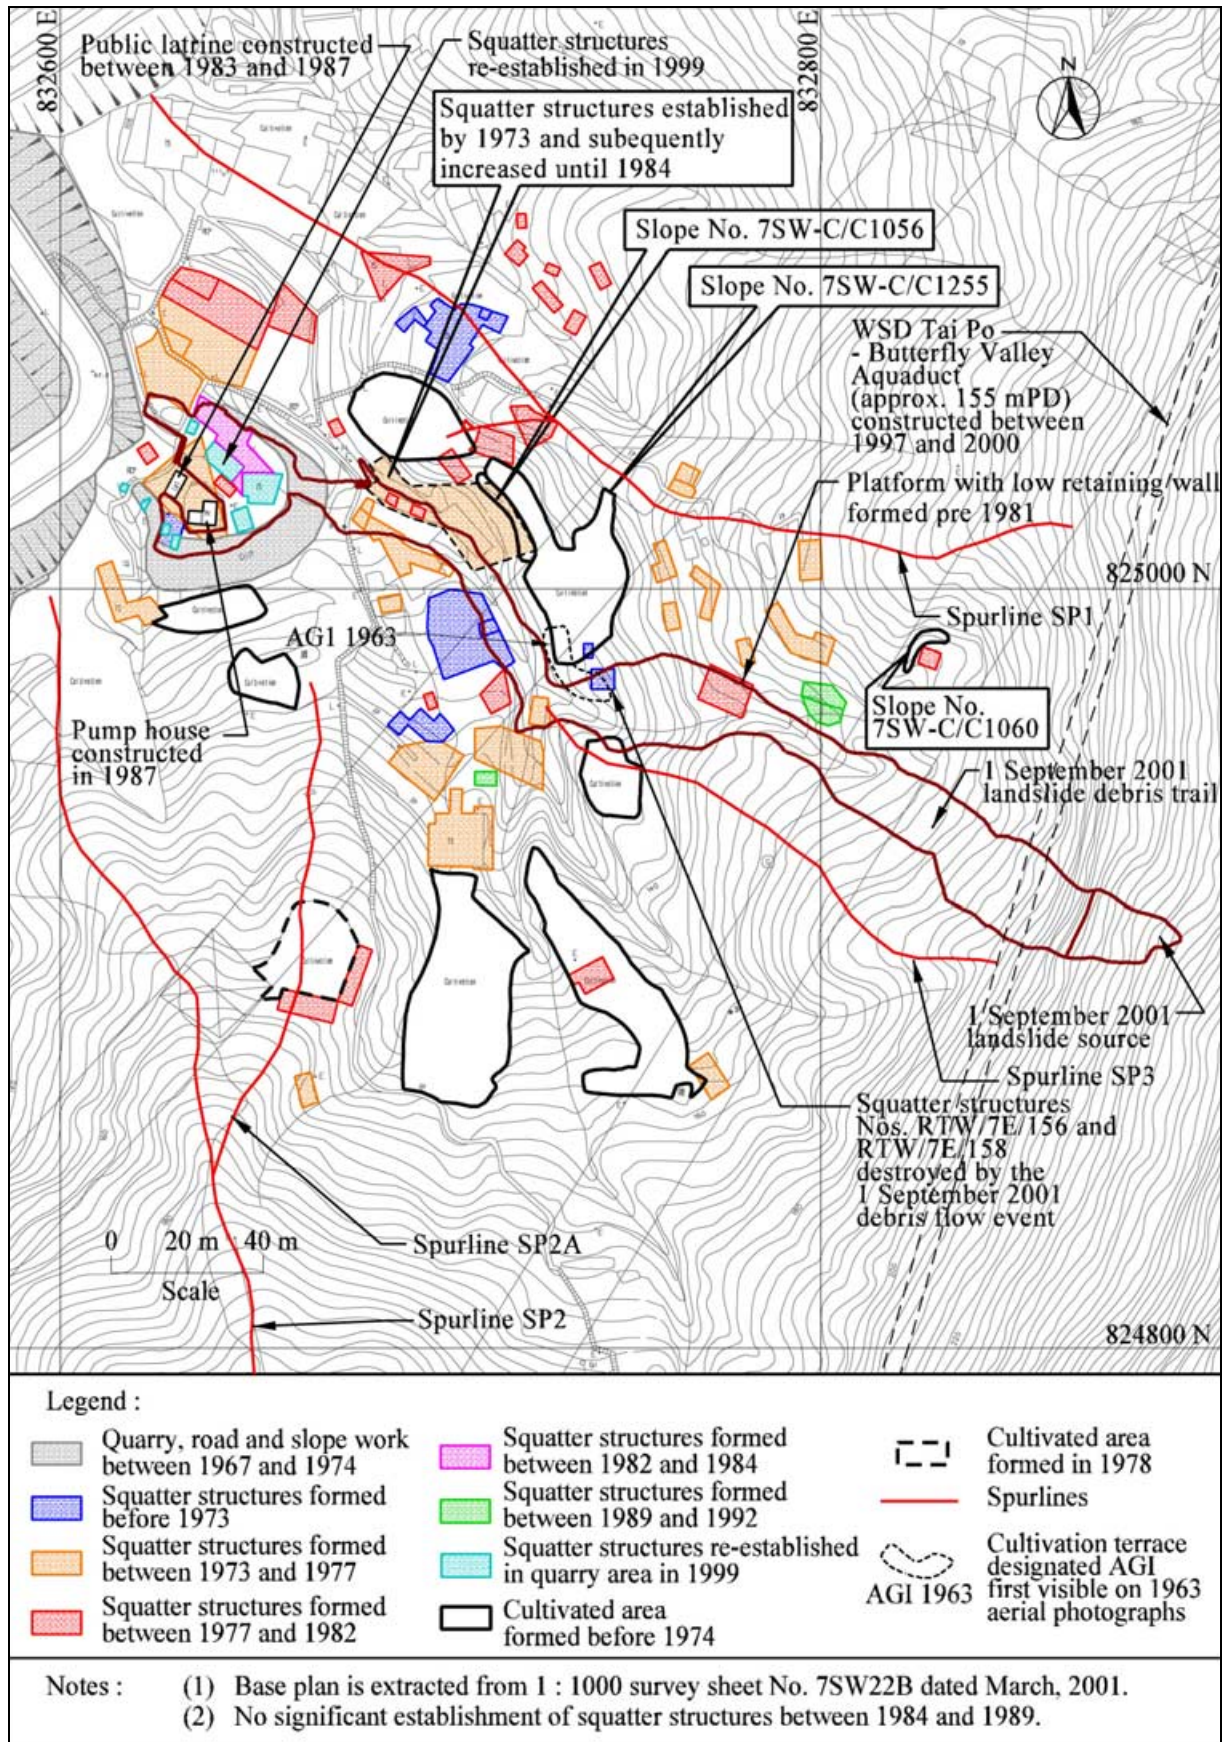 832600 E
Public latrine constructed
between 1983 and 1987
Squatter structures
re-established in 1999
832800 E
N
Squatter structures established
by 1973 and subequently
increased until 1984
Slope No. 7SW-C/C1056
Slope No. 7SW-C/C1255
WSD Tai Po
- Butterfly Valley
Aquaduct
(approx. 155 mPD)
constructed between
1997 and 2000
Platform with low retaining wall
formed pre 1981
825000 N
Spurline SP1
AG1 1963
Slope No.
7SW-C/C1060
Pump house
constructed
in 1987
1 September 2001
landslide debris trail
1 September 2001
landslide source
Spurline SP3
Squatter structures
Nos. RTW/7E/156 and
RTW/7E/158
destroyed by the
1 September 2001
debris flow event
0 20 m 40 m
Scale
Spurline SP2A
Spurline SP2
824800 N
Legend :
Quarry, road and slope work
between 1967 and 1974
Squatter structures formed
before 1973
Squatter structures formed
between 1973 and 1977
Squatter structures formed
between 1977 and 1982
Squatter structures formed
between 1982 and 1984
Squatter structures formed
between 1989 and 1992
Squatter structures re-established
in quarry area in 1999
Cultivated area
formed before 1974
Cultivated area
formed in 1978
Spurlines
AGI 1963
Cultivation terrace
designated AGI
first visible on 1963
aerial photographs
Notes :
(1) Base plan is extracted from 1 : 1000 survey sheet No. 7SW22B dated March, 2001.
(2) No significant establishment of squatter structures between 1984 and 1989.